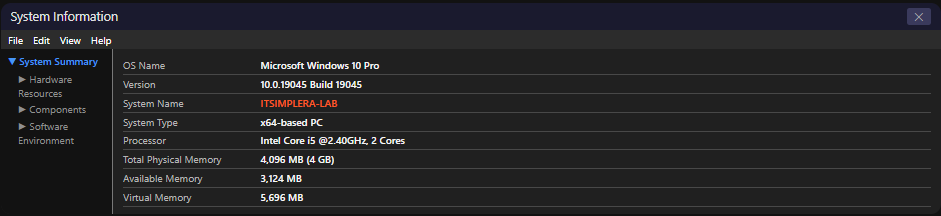 System Information
File Edit View Help
▼ System Summary
▶ Hardware
Resources
▶ Components
▶ Software
Environment
OS Name Microsoft Windows 10 Pro
Version 10.0.19045 Build 19045
System Name ITSIMPLERA-LAB
System Type x64-based PC
Processor Intel Core i5 @2.40GHz, 2 Cores
Total Physical Memory 4,096 MB (4 GB)
Available Memory 3,124 MB
Virtual Memory 5,696 MB